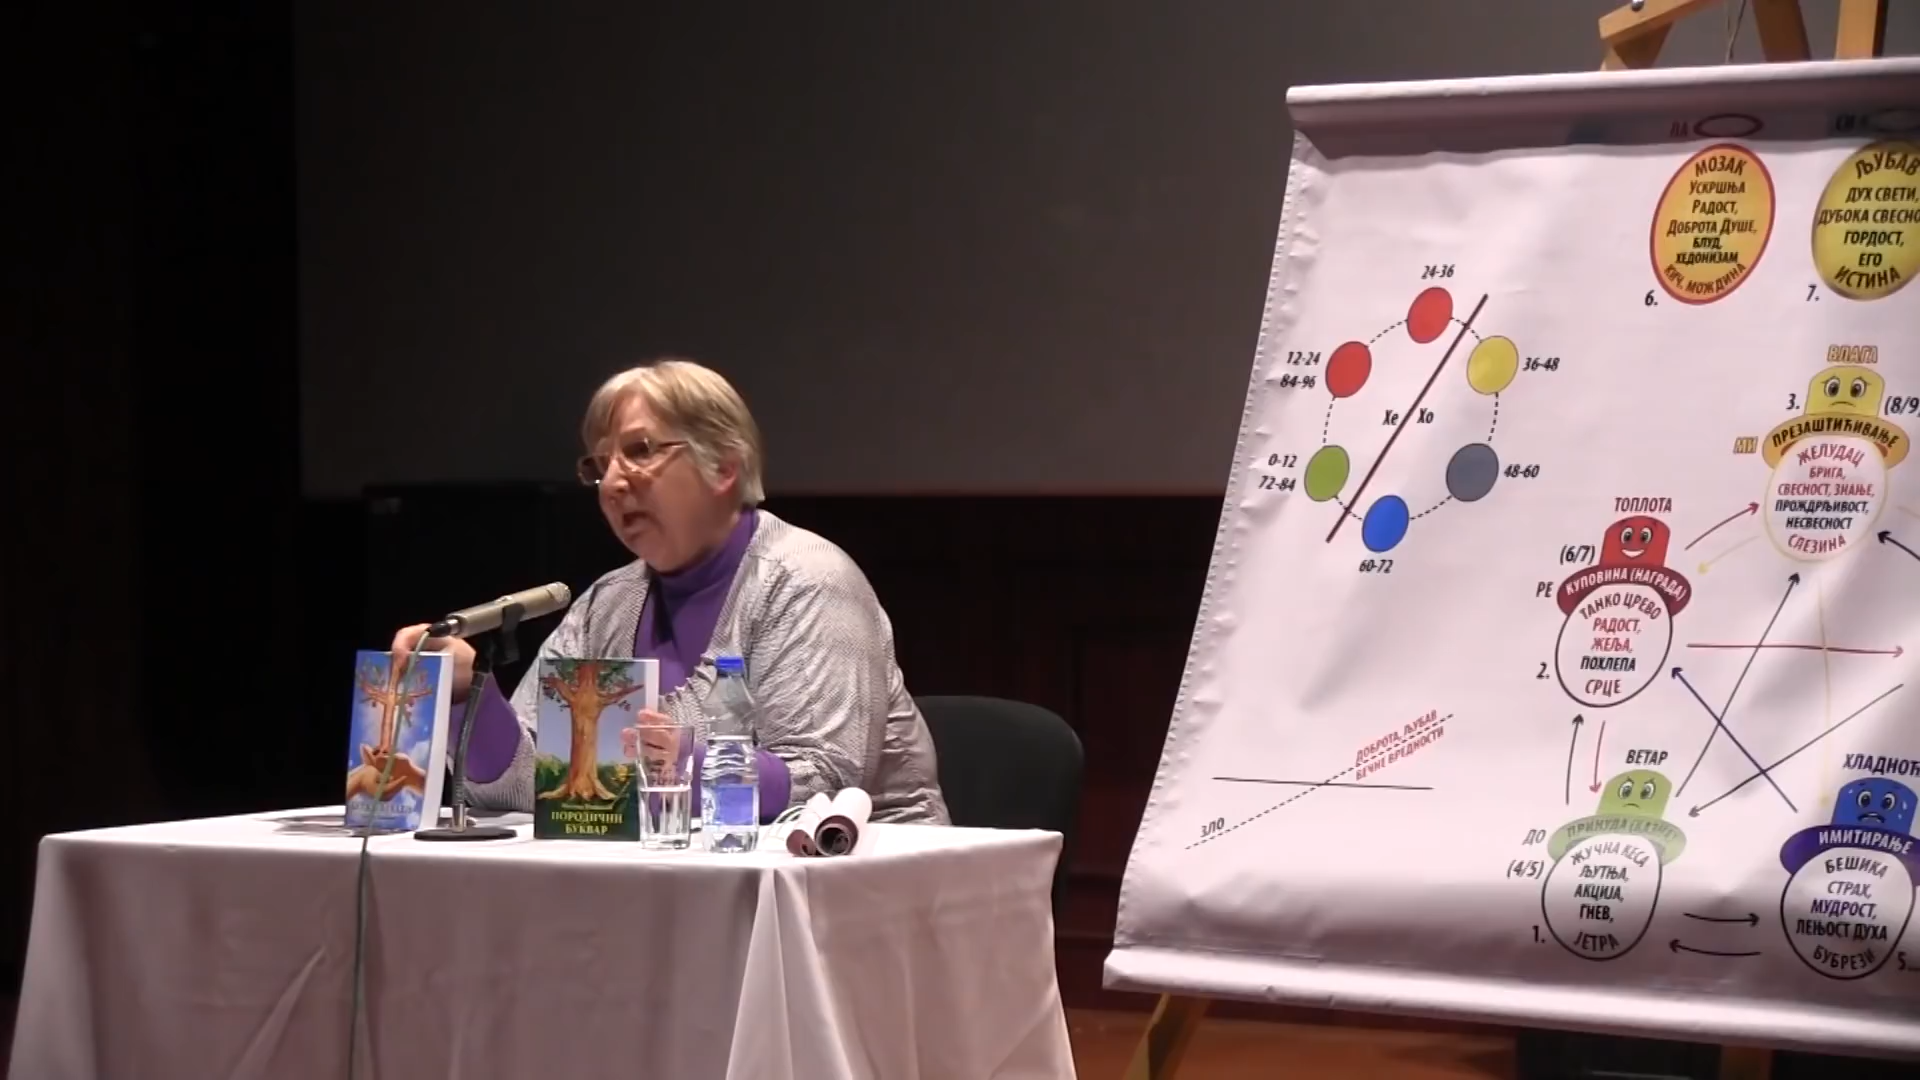 ПОРОДИЧНИ
БУКВАР
24-36
12-24
84-96
36-48
Хе Хо
0-12
72-84
48-60
60-72
ДОБРОТА, ЉУБАВ
ВЕЧНЕ ВРЕДНОСТИ
ЗЛО
ЛА
МОЗАК
УСКРШЊА
РАДОСТ,
ДОБРОТА ДУШЕ,
БЛУД,
ХЕДОНИЗАМ
КИЧ. МОЖДИНА
6.
ЉУБАВ
ДУХ СВЕТИ,
ДУБОКА СВЕСНО
ГОРДОСТ,
ЕГО
ИСТИНА
7.
ВЛАГА
3.
(8/9)
МИ
ПРЕЗАШТИЋИВАЊЕ
ЖЕЛУДАЦ
БРИГА,
СВЕСНОСТ, ЗНАЊЕ,
ПРОЖДРЉИВОСТ,
НЕСВЕСНОСТ
СЛЕЗИНА
ТОПЛОТА
(6/7)
РЕ
КУПОВИНА (НАГРАДА)
ТАНКО ЦРЕВО
РАДОСТ,
ЖЕЉА,
ПОХЛЕПА
СРЦЕ
2.
ВЕТАР
ДО
(4/5)
ПРИНУДА (КАЗНЕ)
ЖУЧНА КЕСА
ЉУТЊА,
АКЦИЈА,
ГНЕВ,
ЈЕТРА
1.
ХЛАДНОЋ
ИМИТИРАЊЕ
БЕШИКА
СТРАХ,
МУДРОСТ,
ЛЕЊОСТ ДУХА
БУБРЕЗИ
5.